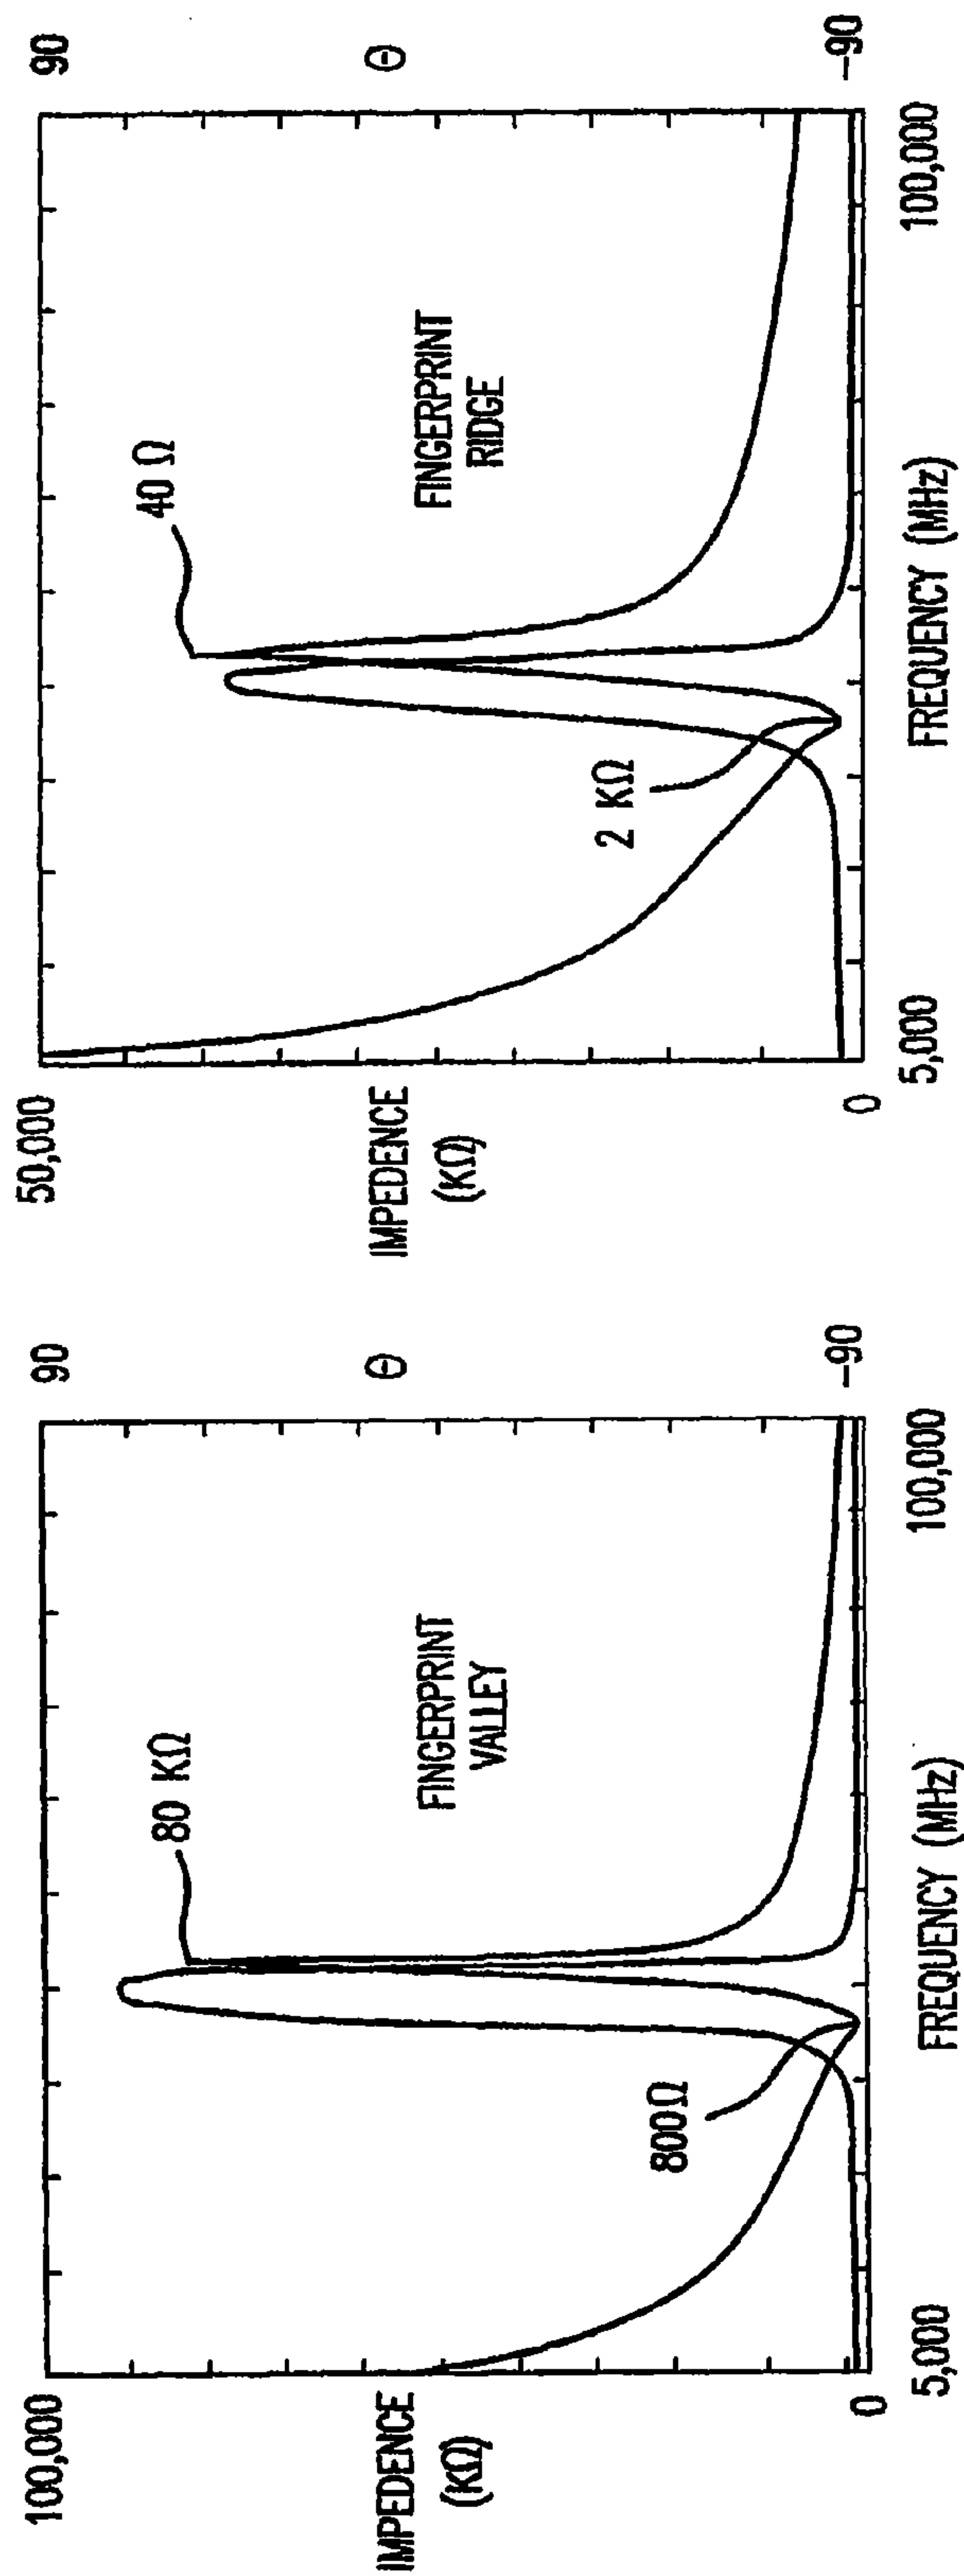 100,000
IMPEDENCE
(KΩ)
0
5,000
FREQUENCY (MHz)
100,000
90
Θ
-90
80 KΩ
800Ω
FINGERPRINT
VALLEY
50,000
IMPEDENCE
(KΩ)
0
5,000
FREQUENCY (MHz)
100,000
90
Θ
-90
40 Ω
2 KΩ
FINGERPRINT
RIDGE